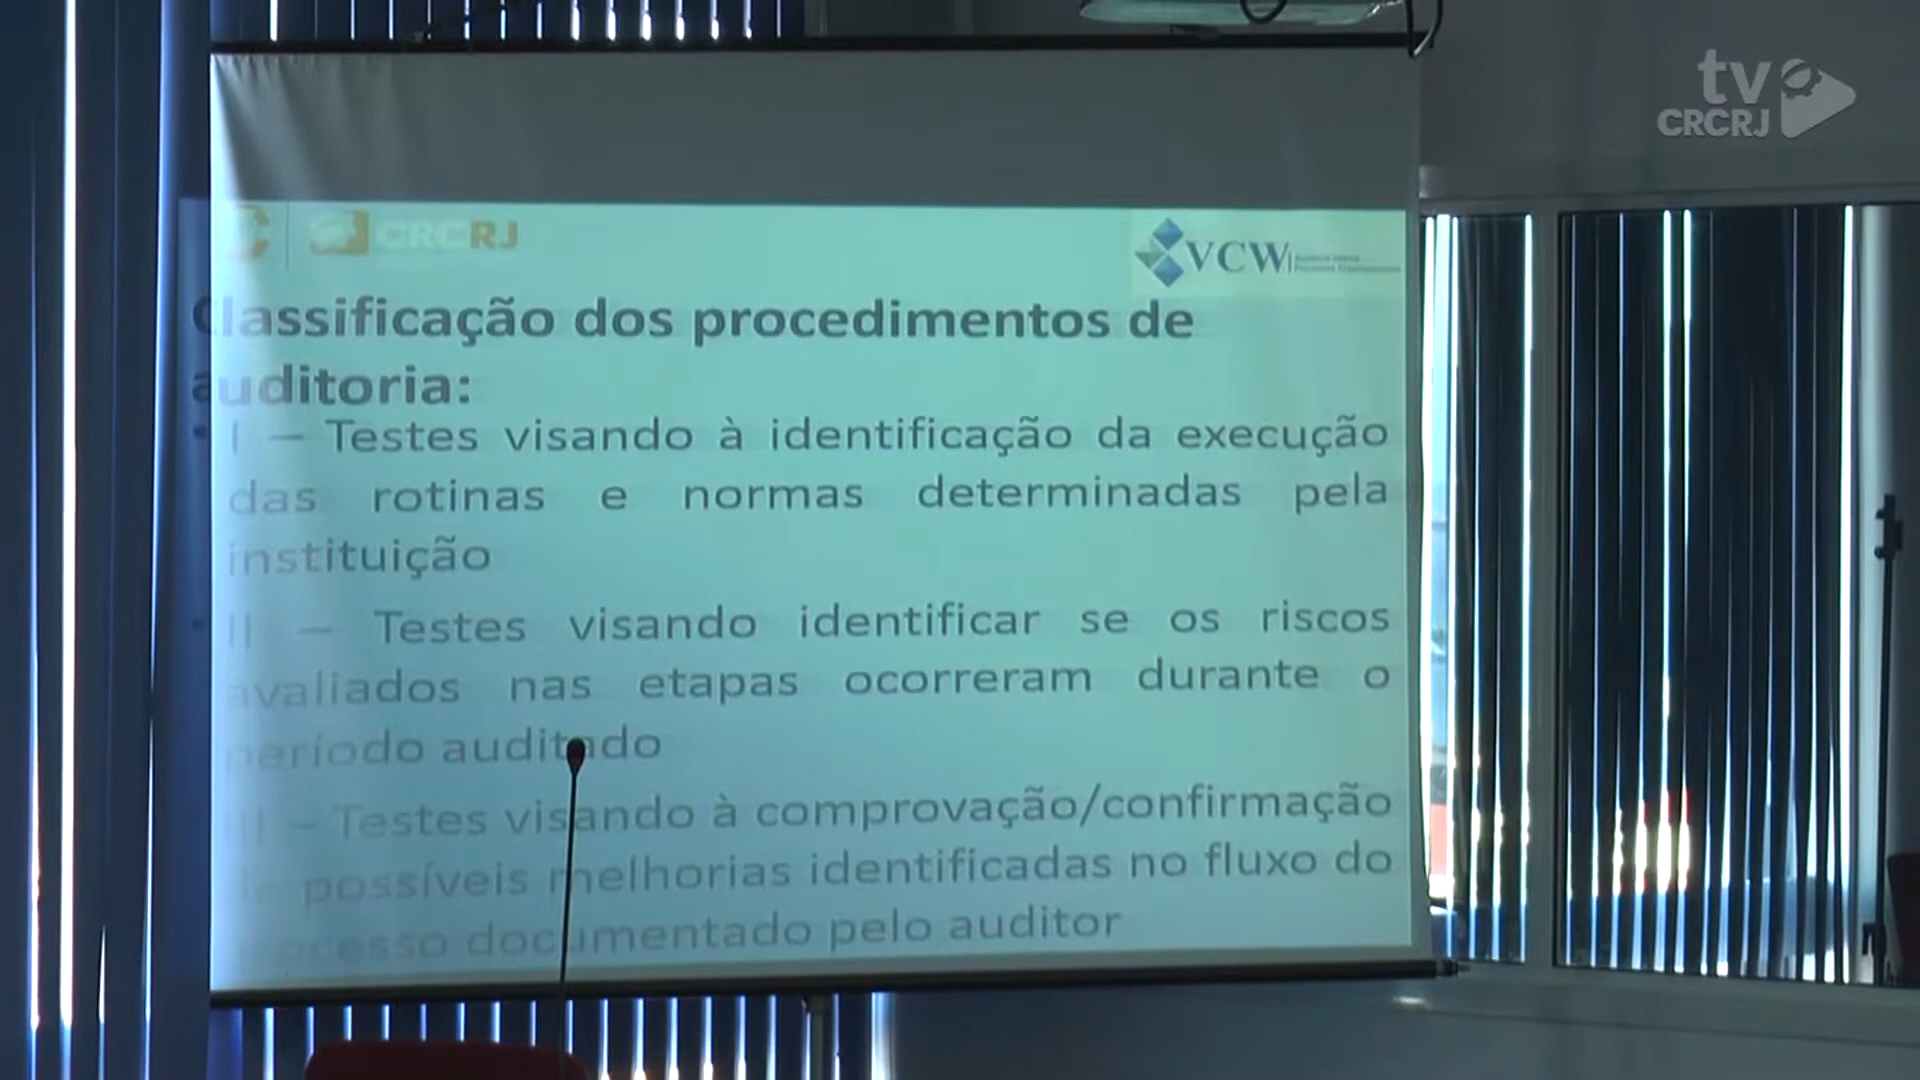 tv
CRCRJ
CRCRJ
VCW
Classificação dos procedimentos de
auditoria:
• I – Testes visando à identificação da execução
das rotinas e normas determinadas pela
instituição
• II – Testes visando identificar se os riscos
avaliados nas etapas ocorreram durante o
período auditado
– Testes visando à comprovação/confirmação
possíveis melhorias identificadas no fluxo do
documentado pelo auditor